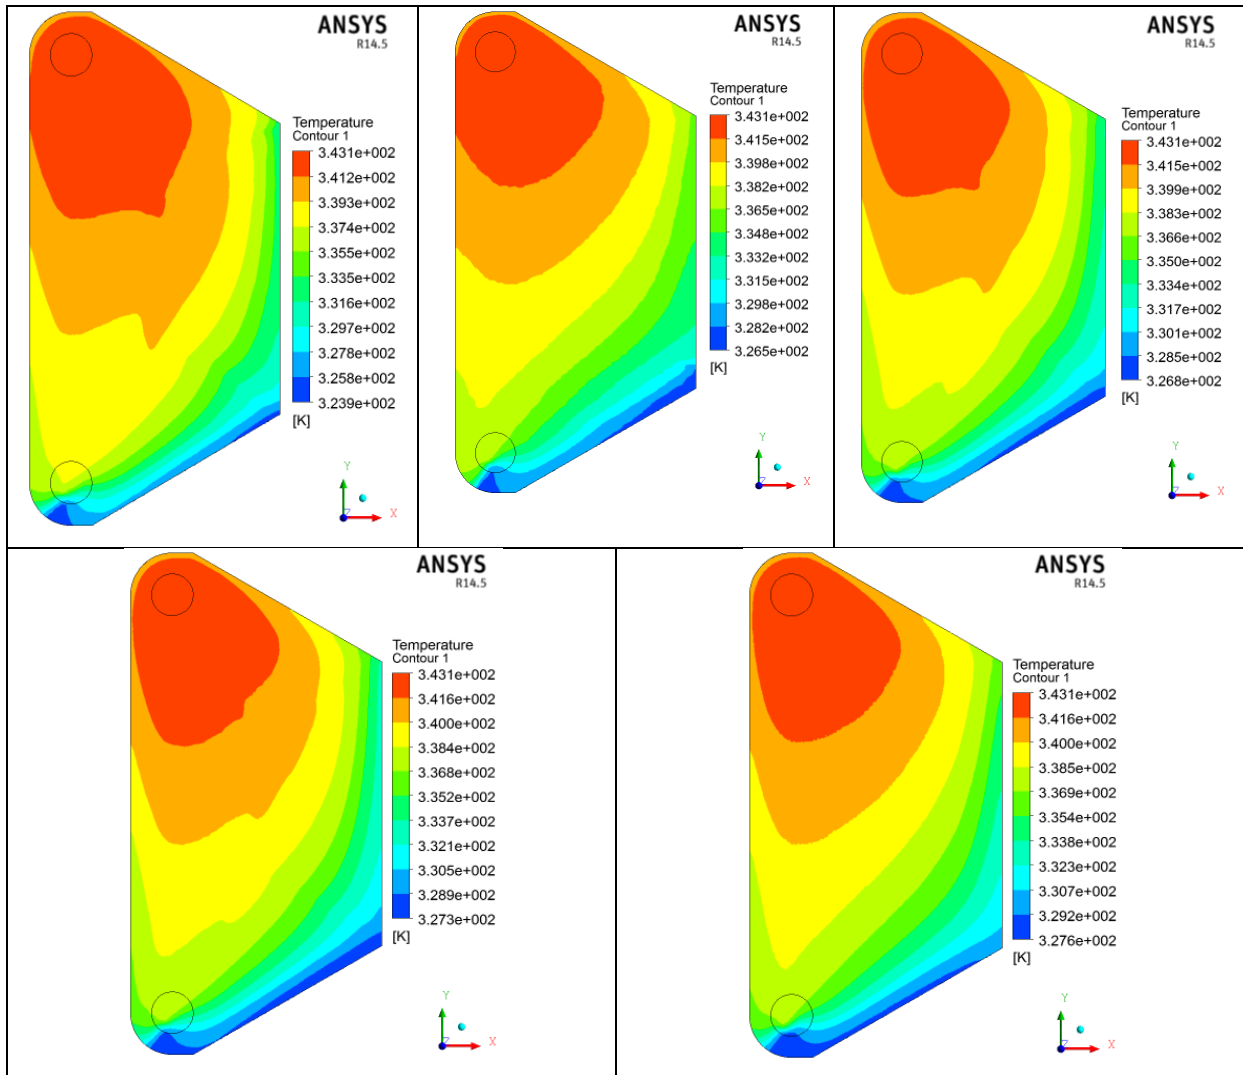 ANSYS
R14.5
Temperature
Contour 1
3.431e+002
3.412e+002
3.393e+002
3.374e+002
3.355e+002
3.335e+002
3.316e+002
3.297e+002
3.278e+002
3.258e+002
3.239e+002
[K]
Y
Z
X
ANSYS
R14.5
Temperature
Contour 1
3.431e+002
3.415e+002
3.398e+002
3.382e+002
3.365e+002
3.348e+002
3.332e+002
3.315e+002
3.298e+002
3.282e+002
3.265e+002
[K]
Y
Z
X
ANSYS
R14.5
Temperature
Contour 1
3.431e+002
3.415e+002
3.399e+002
3.383e+002
3.366e+002
3.350e+002
3.334e+002
3.317e+002
3.301e+002
3.285e+002
3.268e+002
[K]
Y
Z
X
ANSYS
R14.5
Temperature
Contour 1
3.431e+002
3.416e+002
3.400e+002
3.384e+002
3.368e+002
3.352e+002
3.337e+002
3.321e+002
3.305e+002
3.289e+002
3.273e+002
[K]
Y
Z
X
ANSYS
R14.5
Temperature
Contour 1
3.431e+002
3.416e+002
3.400e+002
3.385e+002
3.369e+002
3.354e+002
3.338e+002
3.323e+002
3.307e+002
3.292e+002
3.276e+002
[K]
Y
Z
X